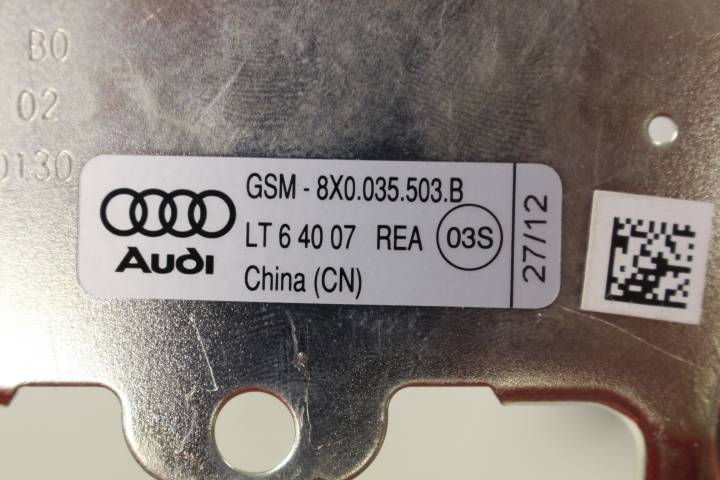 B0
02
0130
GSM - 8X0.035.503.B
LT 6 40 07 REA 03S
China (CN)
Audi
27/12